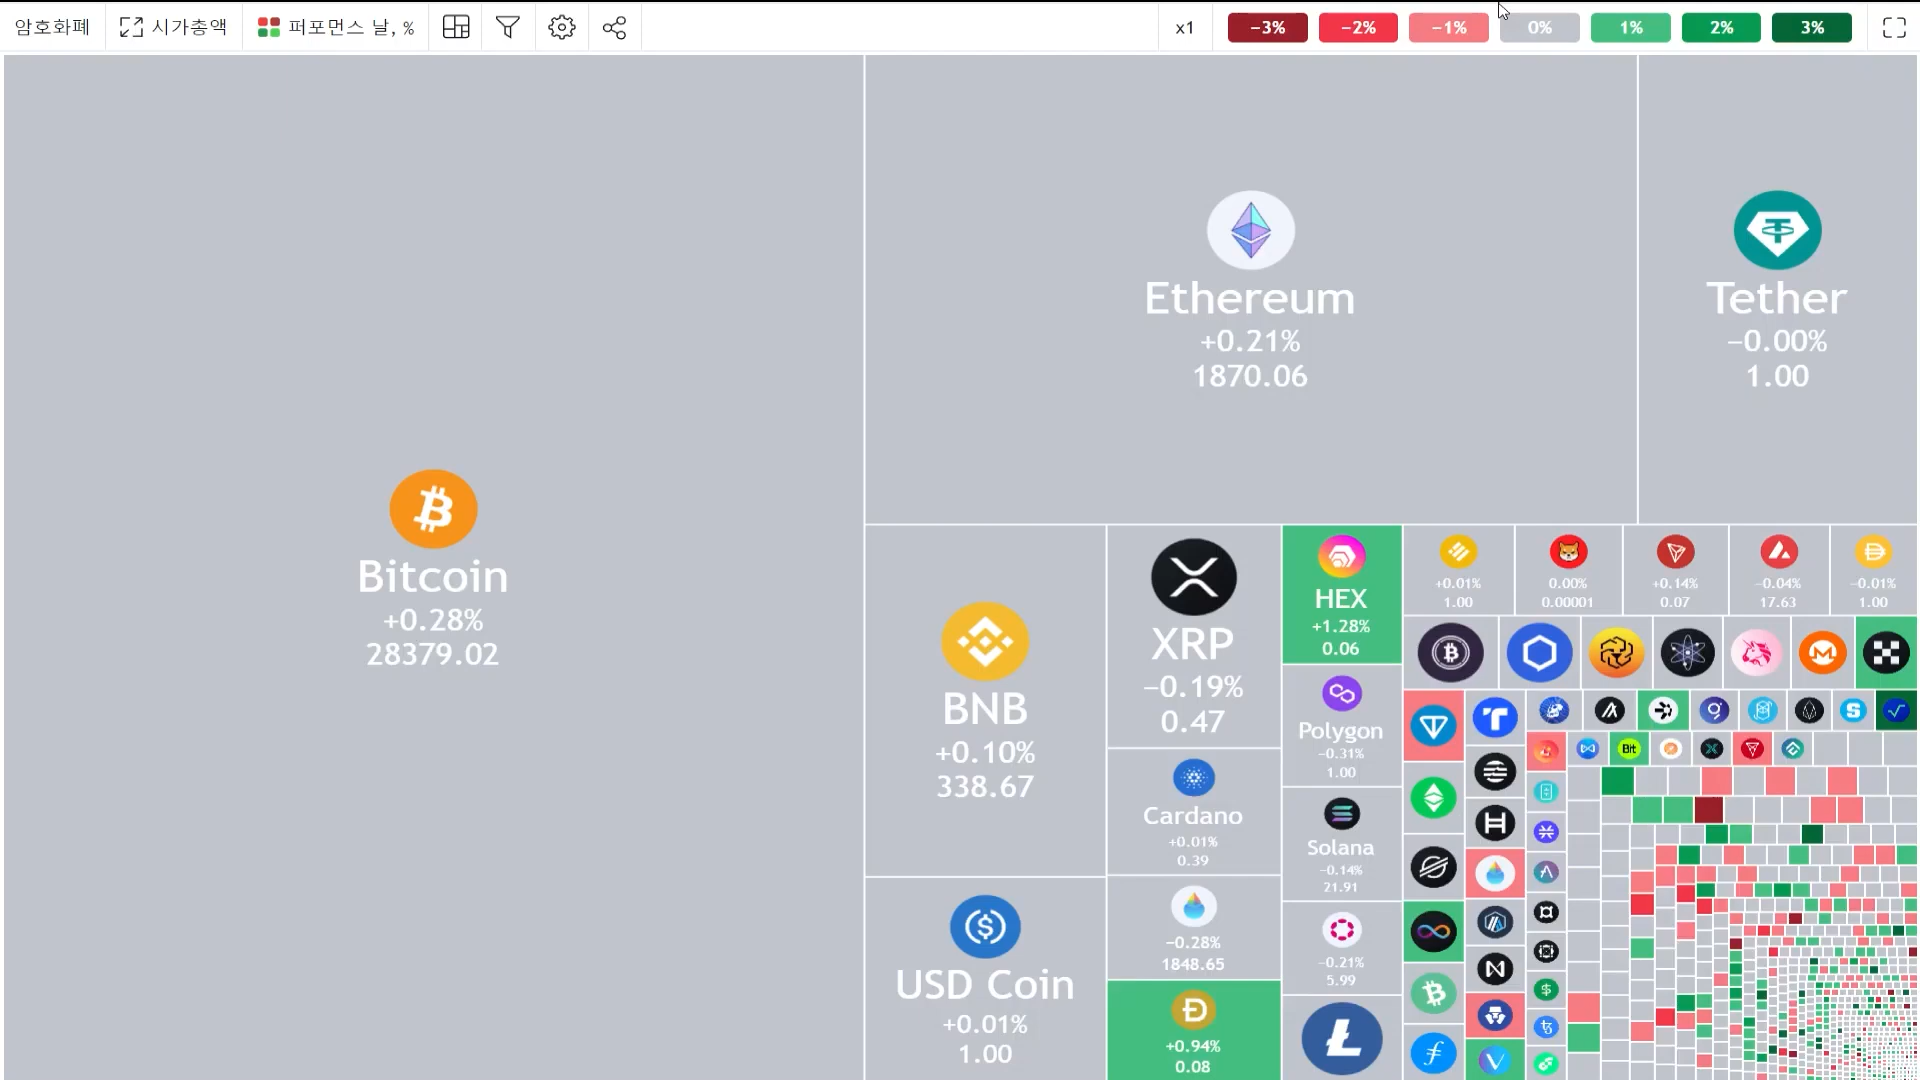 암호화폐
시가총액
퍼포먼스 날, %
x1
−3%
−2%
−1%
0%
1%
2%
3%
Bitcoin
+0.28%
28379.02
Ethereum
+0.21%
1870.06
Tether
−0.00%
1.00
BNB
+0.10%
338.67
USD Coin
+0.01%
1.00
XRP
−0.19%
0.47
Cardano
+0.01%
0.39
−0.28%
1848.65
+0.94%
0.08
HEX
+1.28%
0.06
Polygon
−0.31%
1.00
Solana
−0.14%
21.91
−0.21%
5.99
+0.01%
1.00
0.00%
0.00001
+0.14%
0.07
−0.04%
17.63
−0.01%
1.00
Bit